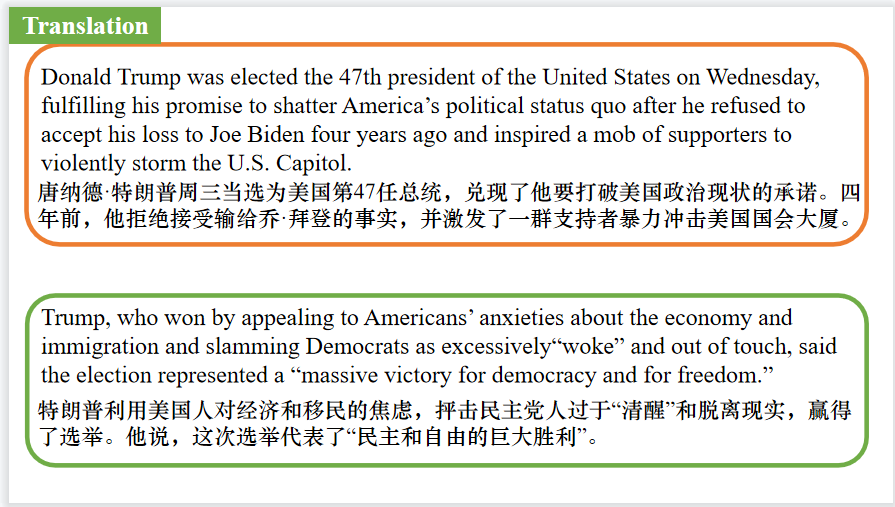 Translation
Donald Trump was elected the 47th president of the United States on Wednesday,
fulfilling his promise to shatter America’s political status quo after he refused to
accept his loss to Joe Biden four years ago and inspired a mob of supporters to
violently storm the U.S. Capitol.
唐纳德·特朗普周三当选为美国第47任总统，兑现了他要打破美国政治现状的承诺。四
年前，他拒绝接受输给乔·拜登的事实，并激发了一群支持者暴力冲击美国国会大厦。
Trump, who won by appealing to Americans’ anxieties about the economy and
immigration and slamming Democrats as excessively“woke” and out of touch, said
the election represented a “massive victory for democracy and for freedom.”
特朗普利用美国人对经济和移民的焦虑，抨击民主党人过于“清醒”和脱离现实，赢得
了选举。他说，这次选举代表了“民主和自由的巨大胜利”。